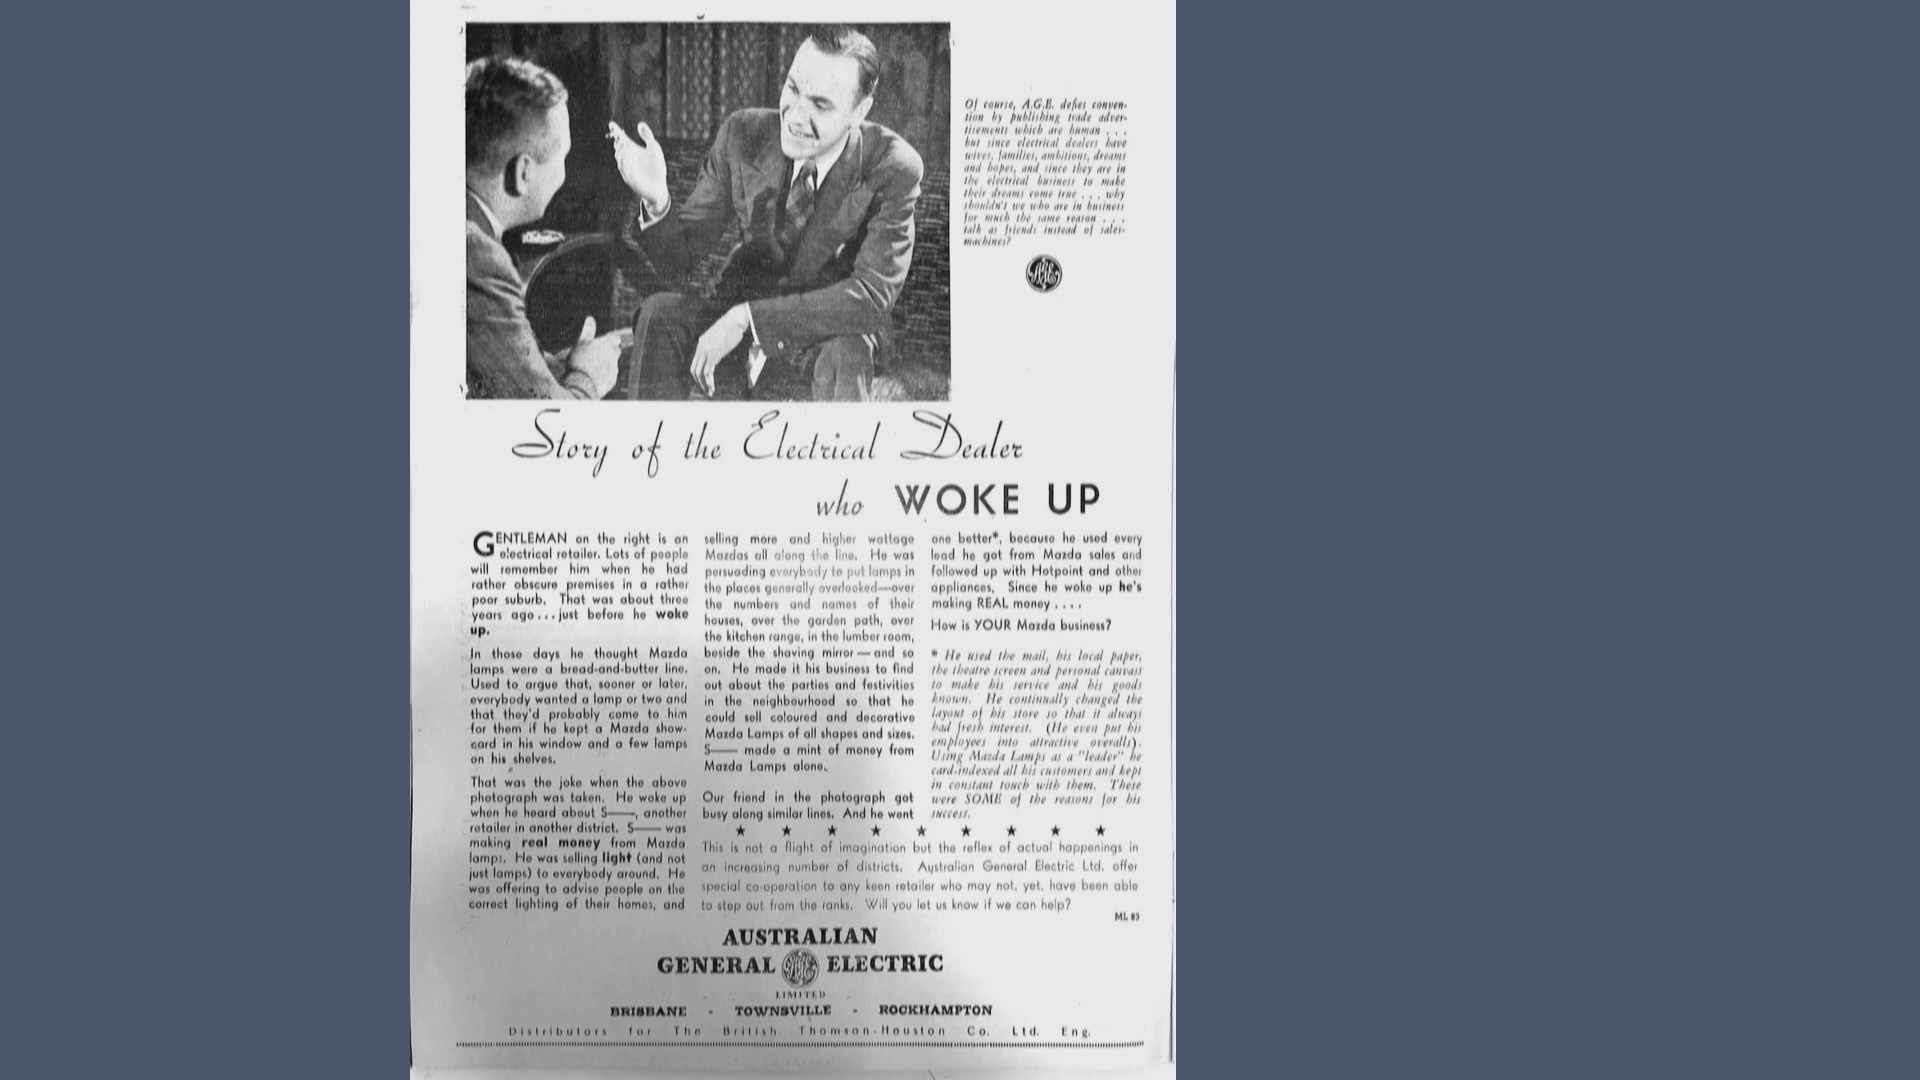 Of course, A.G.E. defies conven-
tion by publishing trade adver-
tisements which are human . . .
but since electrical dealers have
wives, families, ambitions, dreams
and hopes, and since they are in
the electrical business to make
their dreams come true . . . why
shouldn't we who are in business
for much the same reason . . .
talk as friends instead of sales-
machines?
AGE
Story of the Electrical Dealer
who WOKE UP
GENTLEMAN on the right is an
electrical retailer. Lots of people
will remember him when he had
rather obscure premises in a rather
poor suburb. That was about three
years ago...just before he woke
up.
In those days he thought Mazda
lamps were a bread-and-butter line.
Used to argue that, sooner or later,
everybody wanted a lamp or two and
that they'd probably come to him
for them if he kept a Mazda show-
card in his window and a few lamps
on his shelves.
That was the joke when the above
photograph was taken. He woke up
when he heard about S——, another
retailer in another district. S—— was
making real money from Mazda
lamps. He was selling light (and not
just lamps) to everybody around. He
was offering to advise people on the
correct lighting of their homes, and
selling more and higher wattage
Mazdas all along the line. He was
persuading everybody to put lamps in
the places generally overlooked—over
the numbers and names of their
houses, over the garden path, over
the kitchen range, in the lumber room,
beside the shaving mirror—and so
on. He made it his business to find
out about the parties and festivities
in the neighbourhood so that he
could sell coloured and decorative
Mazda Lamps of all shapes and sizes.
S—— made a mint of money from
Mazda Lamps alone.
Our friend in the photograph got
busy along similar lines. And he went
one better*, because he used every
lead he got from Mazda sales and
followed up with Hotpoint and other
appliances. Since he woke up he's
making REAL money ....
How is YOUR Mazda business?
* He used the mail, his local paper,
the theatre screen and personal canvass
to make his service and his goods
known. He continually changed the
layout of his store so that it always
had fresh interest. (He even put his
employees into attractive overalls).
Using Mazda Lamps as a "leader" he
card-indexed all his customers and kept
in constant touch with them. These
were SOME of the reasons for his
success.
★ ★ ★ ★ ★ ★ ★ ★ ★
This is not a flight of imagination but the reflex of actual happenings in
an increasing number of districts. Australian General Electric Ltd. offer
special co-operation to any keen retailer who may not, yet, have been able
to step out from the ranks. Will you let us know if we can help?
ML 83
AUSTRALIAN
GENERAL AGE ELECTRIC
LIMITED
BRISBANE - TOWNSVILLE - ROCKHAMPTON
Distributors for The British Thomson-Houston Co. Ltd. Eng.